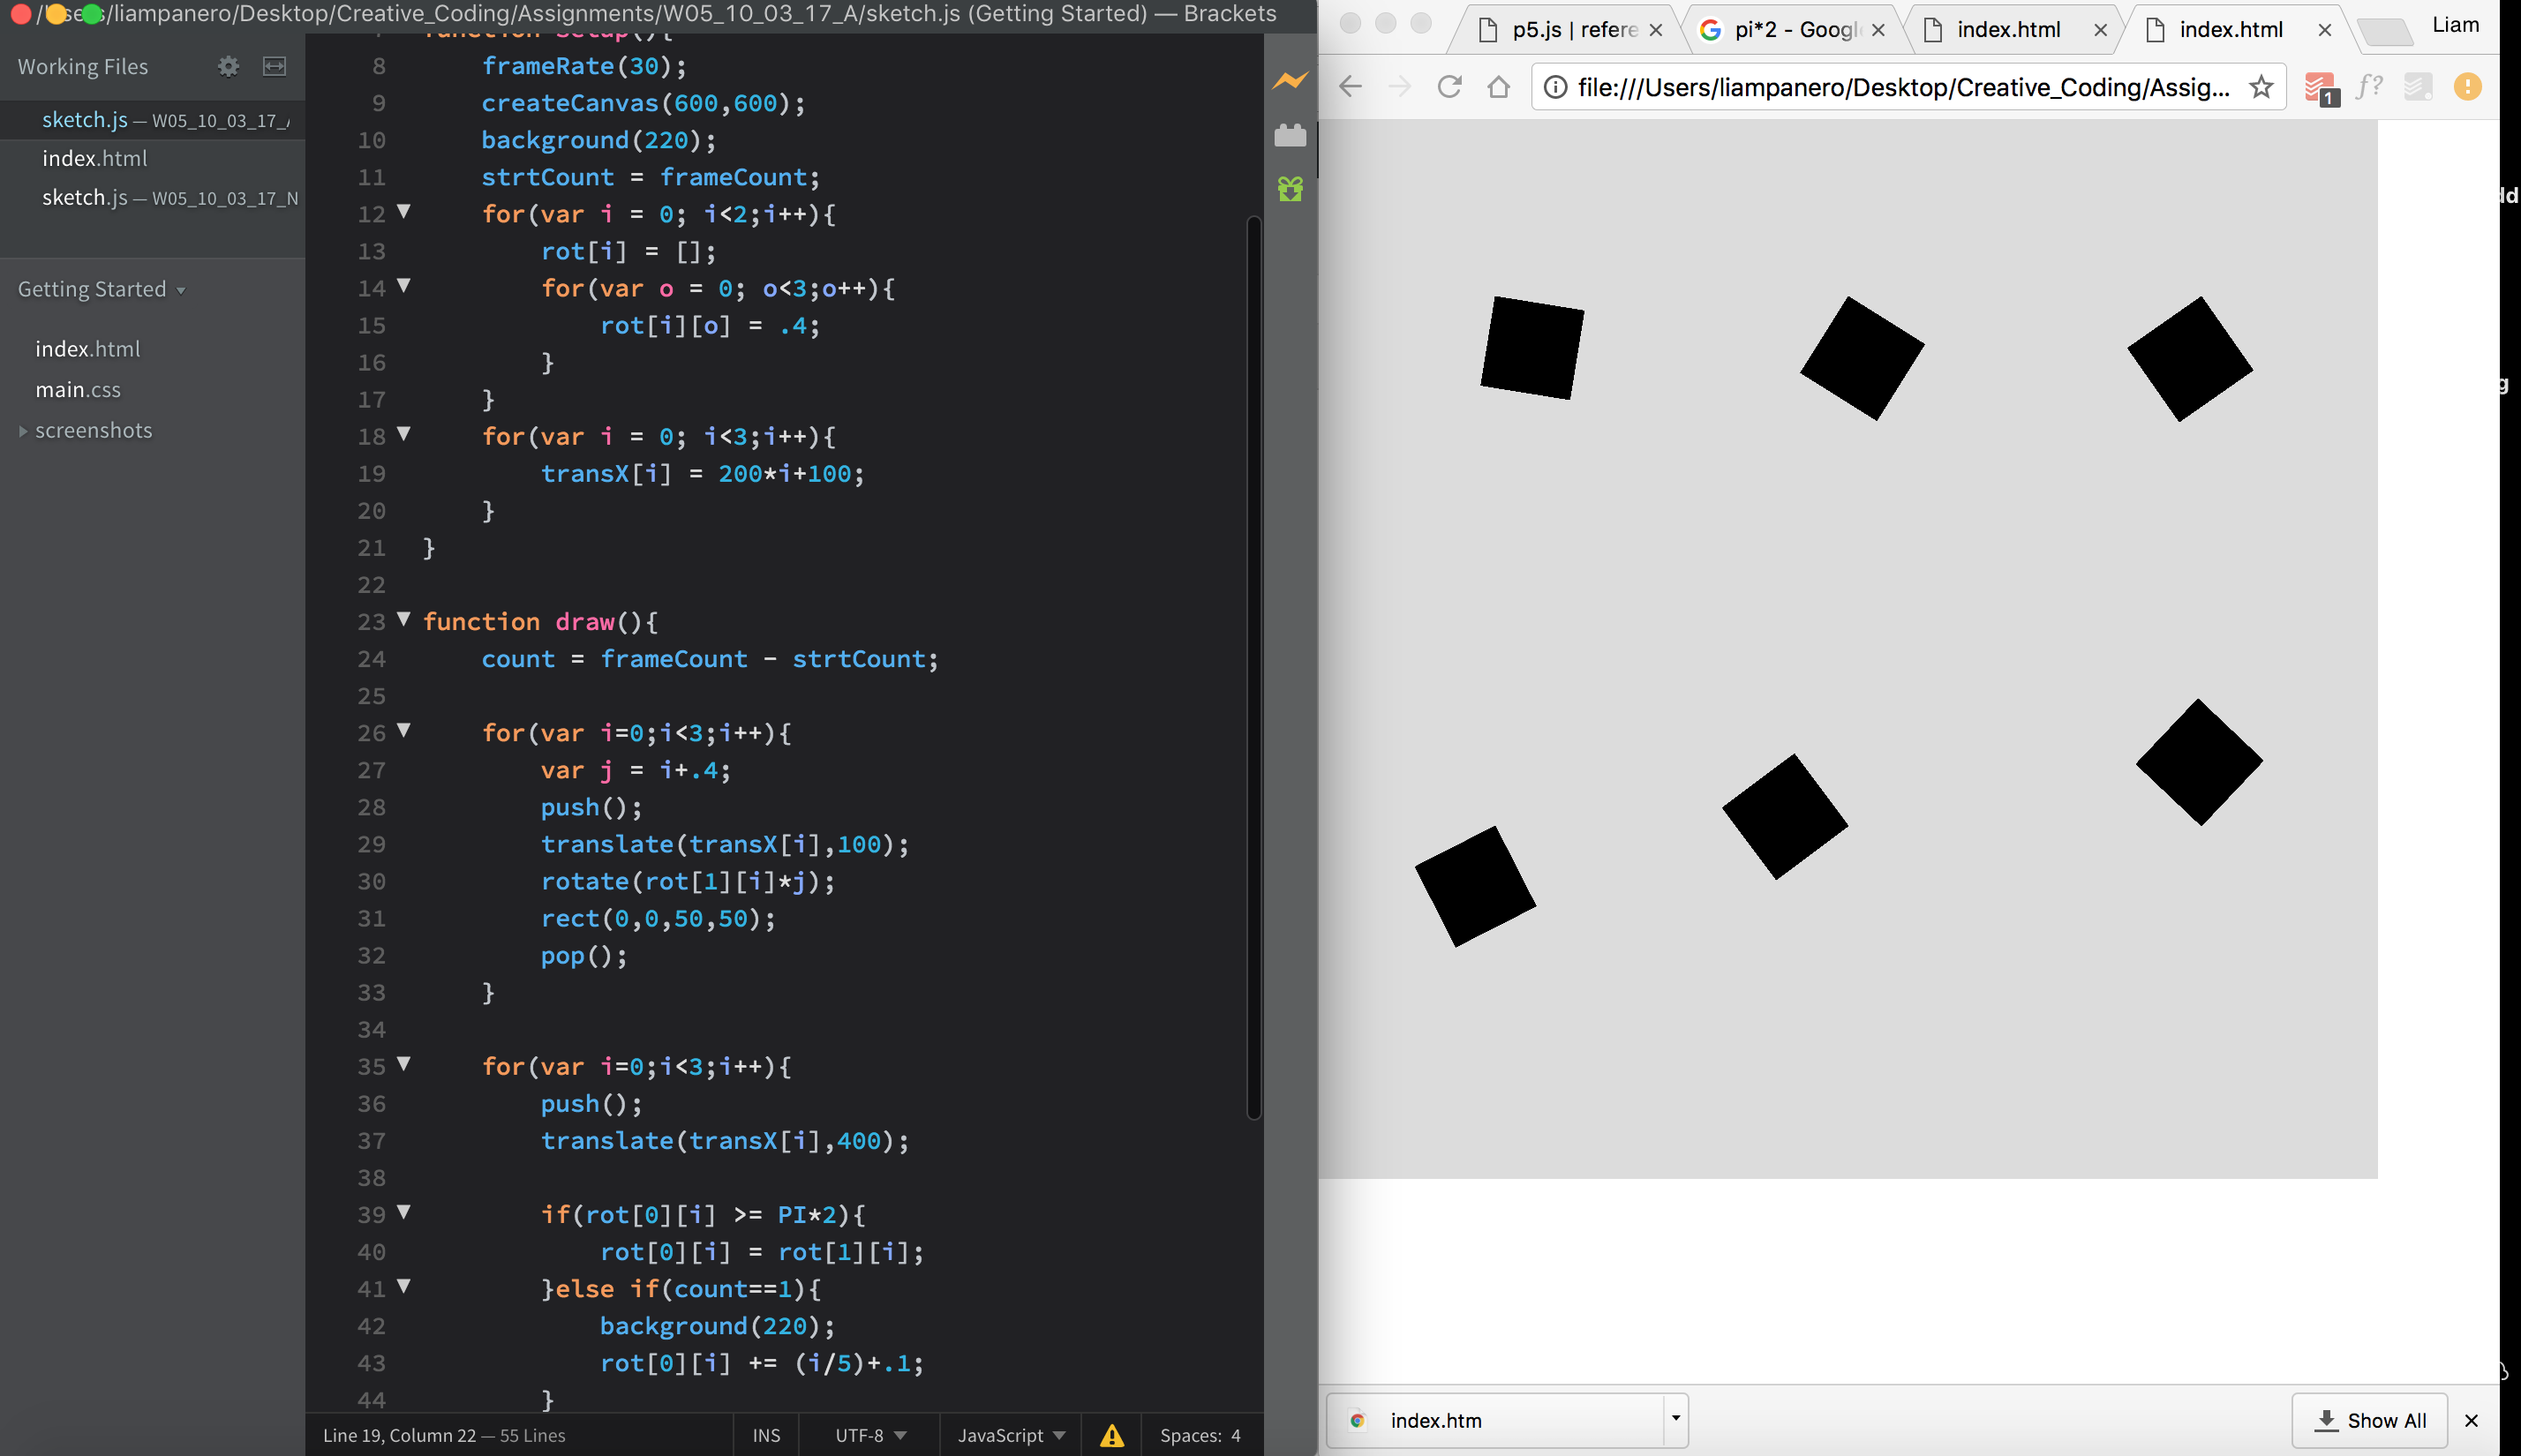 /Users/liampanero/Desktop/Creative_Coding/Assignments/W05_10_03_17_A/sketch.js (Getting Started) — Brackets
Working Files
sketch.js — W05_10_03_17_A
index.html
sketch.js — W05_10_03_17_N
Getting Started
index.html
main.css
screenshots
function setup(){
8 frameRate(30);
9 createCanvas(600,600);
10 background(220);
11 strtCount = frameCount;
12 for(var i = 0; i<2;i++){
13 rot[i] = [];
14 for(var o = 0; o<3;o++){
15 rot[i][o] = .4;
16 }
17 }
18 for(var i = 0; i<3;i++){
19 transX[i] = 200*i+100;
20 }
21 }
22
23 function draw(){
24 count = frameCount - strtCount;
25
26 for(var i=0;i<3;i++){
27 var j = i+.4;
28 push();
29 translate(transX[i],100);
30 rotate(rot[1][i]*j);
31 rect(0,0,50,50);
32 pop();
33 }
34
35 for(var i=0;i<3;i++){
36 push();
37 translate(transX[i],400);
38
39 if(rot[0][i] >= PI*2){
40 rot[0][i] = rot[1][i];
41 }else if(count==1){
42 background(220);
43 rot[0][i] += (i/5)+.1;
44 }
Line 19, Column 22 — 55 Lines
INS
UTF-8
JavaScript
Spaces: 4
p5.js | refere
pi*2 - Googl
index.html
index.html
Liam
file:///Users/liampanero/Desktop/Creative_Coding/Assig...
1
f?
dd
g
index.htm
Show All